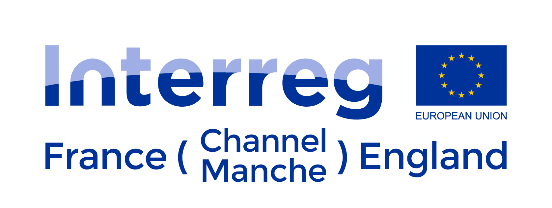 Interreg
EUROPEAN UNION
France ( Channel Manche ) England